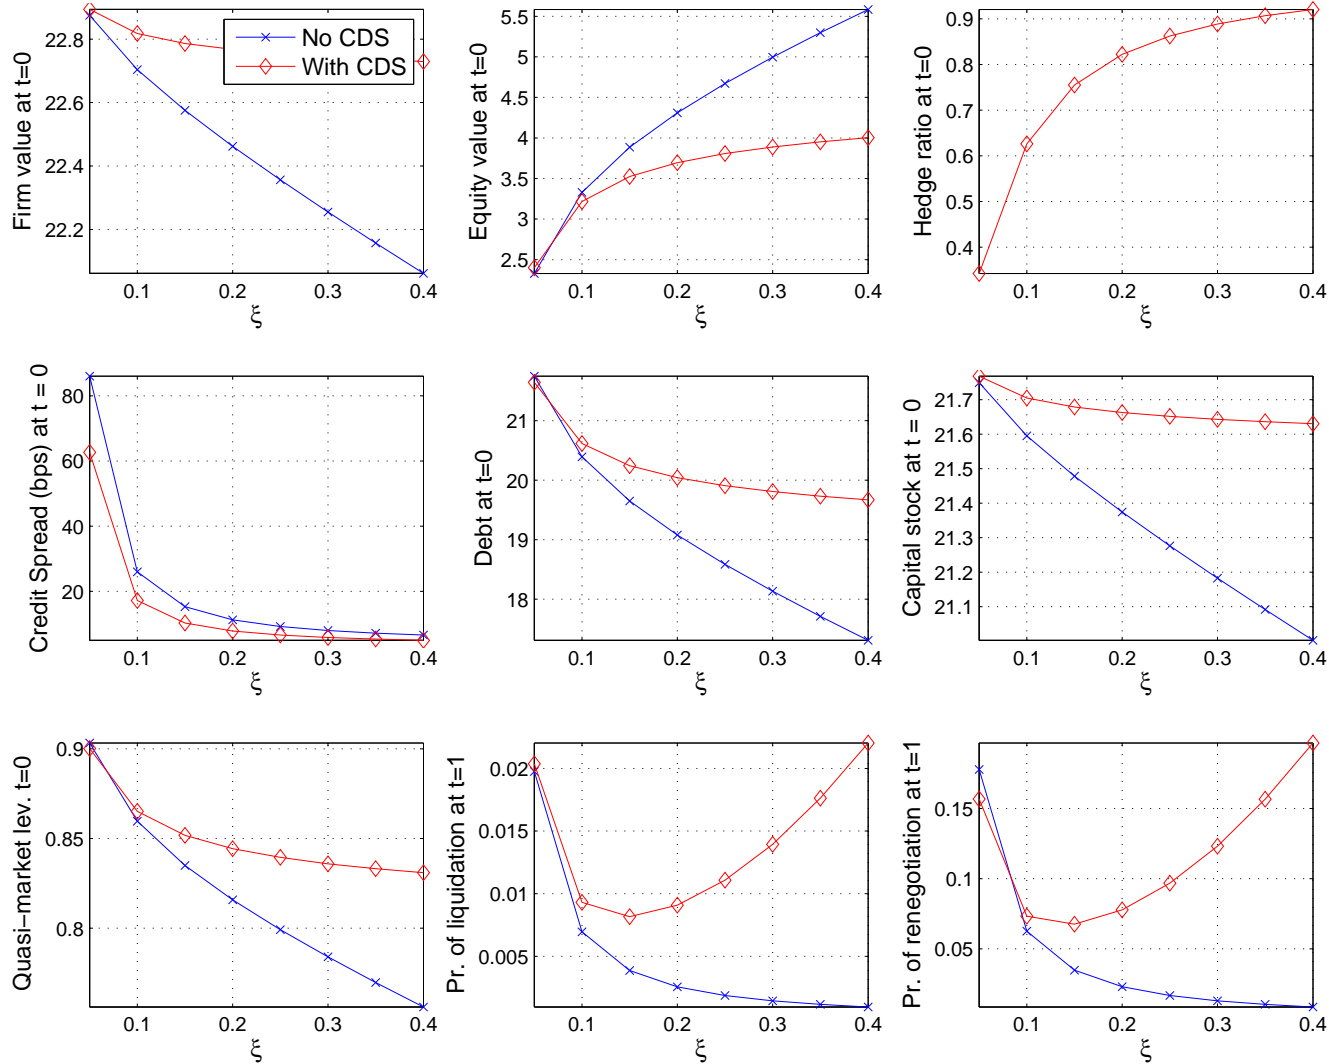 Firm value at t=0
22.8
22.6
22.4
22.2
0.1 0.2 0.3 0.4
ξ
No CDS
With CDS
Equity value at t=0
5.5
5
4.5
4
3.5
3
2.5
0.1 0.2 0.3 0.4
ξ
Hedge ratio at t=0
0.9
0.8
0.7
0.6
0.5
0.4
0.1 0.2 0.3 0.4
ξ
Credit Spread (bps) at t = 0
80
60
40
20
0.1 0.2 0.3 0.4
ξ
Debt at t=0
21
20
19
18
0.1 0.2 0.3 0.4
ξ
Capital stock at t = 0
21.7
21.6
21.5
21.4
21.3
21.2
21.1
0.1 0.2 0.3 0.4
ξ
Quasi−market lev. t=0
0.9
0.85
0.8
0.1 0.2 0.3 0.4
ξ
Pr. of liquidation at t=1
0.02
0.015
0.01
0.005
0.1 0.2 0.3 0.4
ξ
Pr. of renegotiation at t=1
0.15
0.1
0.05
0.1 0.2 0.3 0.4
ξ